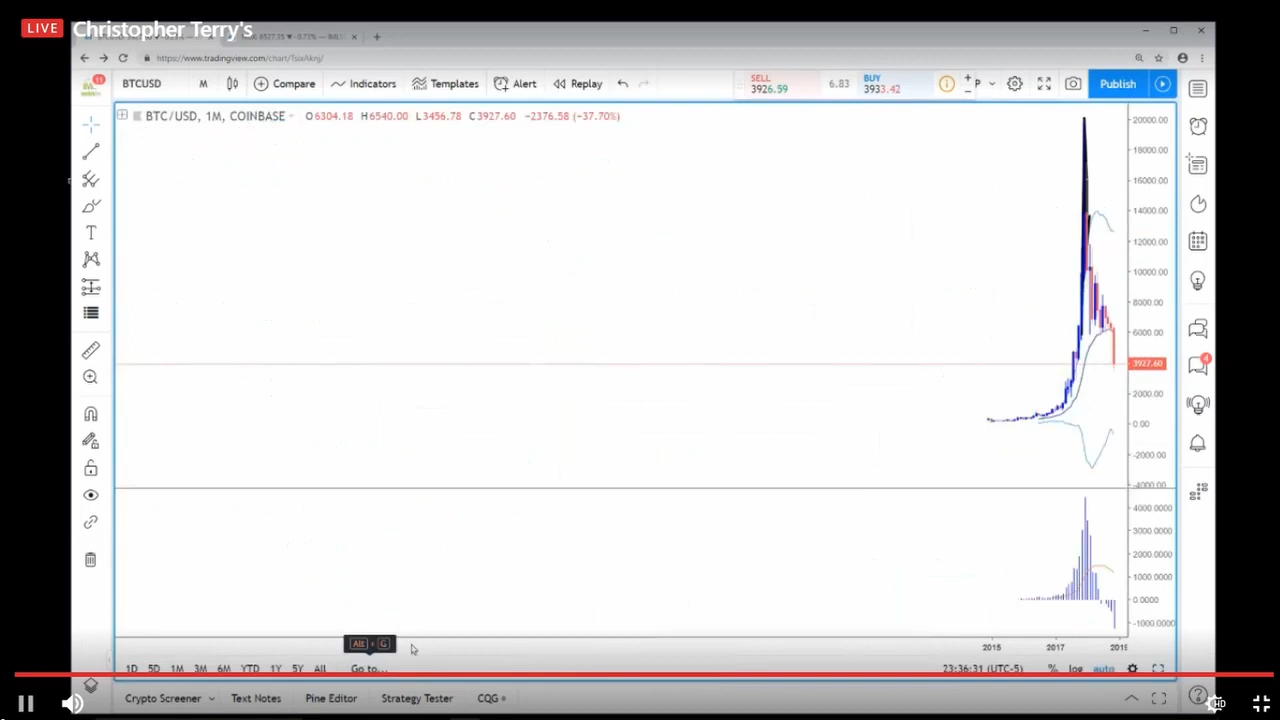 LIVE Christopher Terry's
https://www.tradingview.com/chart/TsixAknj/
11
BTCUSD M Compare Indicators Templates Alert Replay SELL 3926.59 6.83 BUY 3933.42 P Publish
BTC/USD, 1M, COINBASE O6304.18 H6540.00 L3456.78 C3927.60 −2376.58 (−37.70%)
20000.00
18000.00
16000.00
14000.00
12000.00
10000.00
8000.00
6000.00
3927.60
4
2000.00
0.00
-2000.00
-4000.00
4000.0000
3000.0000
2000.0000
1000.0000
0.0000
-1000.0000
Alt + G
2015 2017 2019
1D 5D 1M 3M 6M YTD 1Y 5Y All Go to... 23:36:31 (UTC-5) % log auto
Crypto Screener Text Notes Pine Editor Strategy Tester CQG
HD